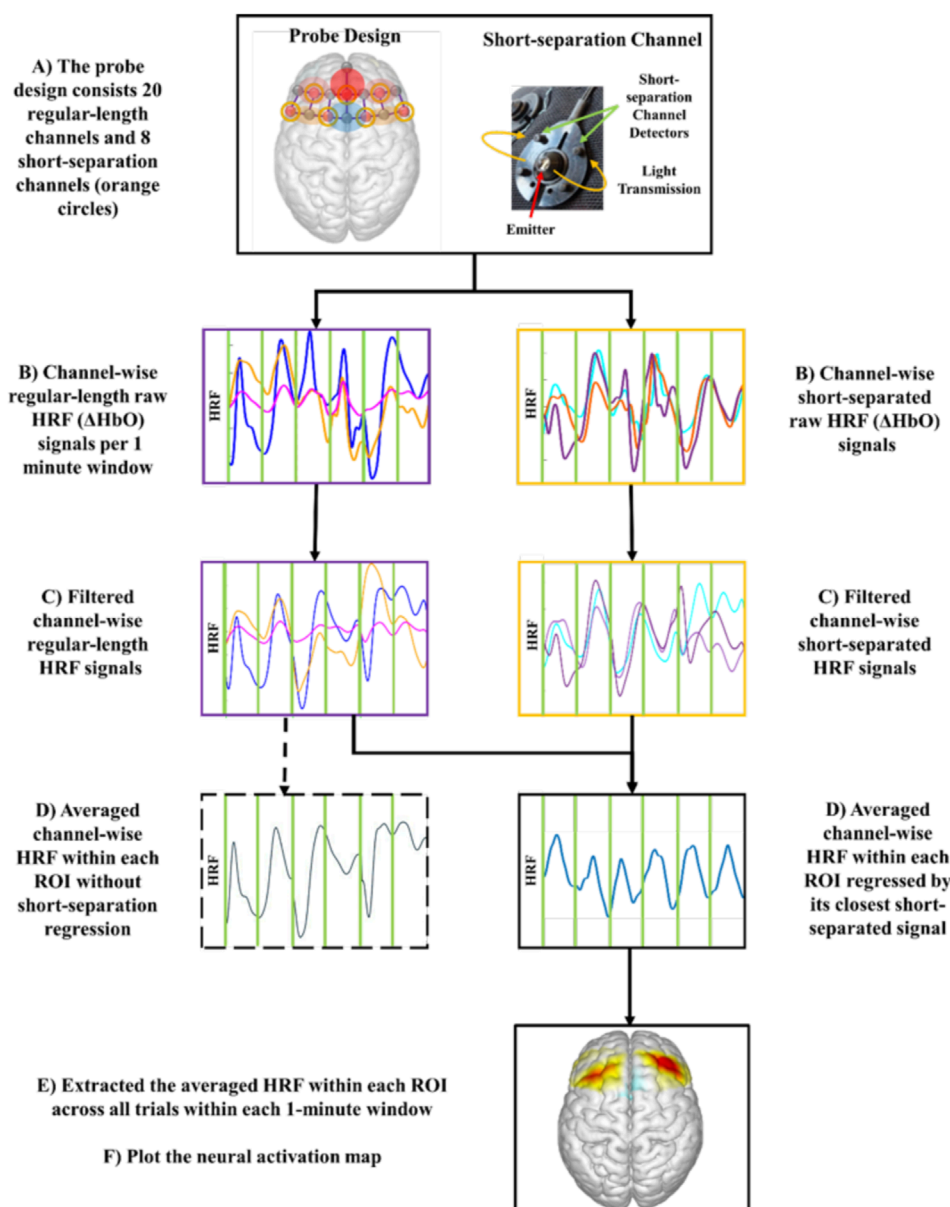 A) The probe
design consists 20
regular-length
channels and 8
short-separation
channels (orange
circles)
Probe Design
Short-separation Channel
Short-
separation
Channel
Detectors
Light
Transmission
Emitter
B) Channel-wise
regular-length raw
HRF (ΔHbO)
signals per 1
minute window
HRF
HRF
B) Channel-wise
short-separated
raw HRF (ΔHbO)
signals
C) Filtered
channel-wise
regular-length
HRF signals
HRF
HRF
C) Filtered
channel-wise
short-separated
HRF signals
D) Averaged
channel-wise
HRF within each
ROI without
short-separation
regression
HRF
HRF
D) Averaged
channel-wise
HRF within each
ROI regressed by
its closest short-
separated signal
E) Extracted the averaged HRF within each ROI
across all trials within each 1-minute window
F) Plot the neural activation map